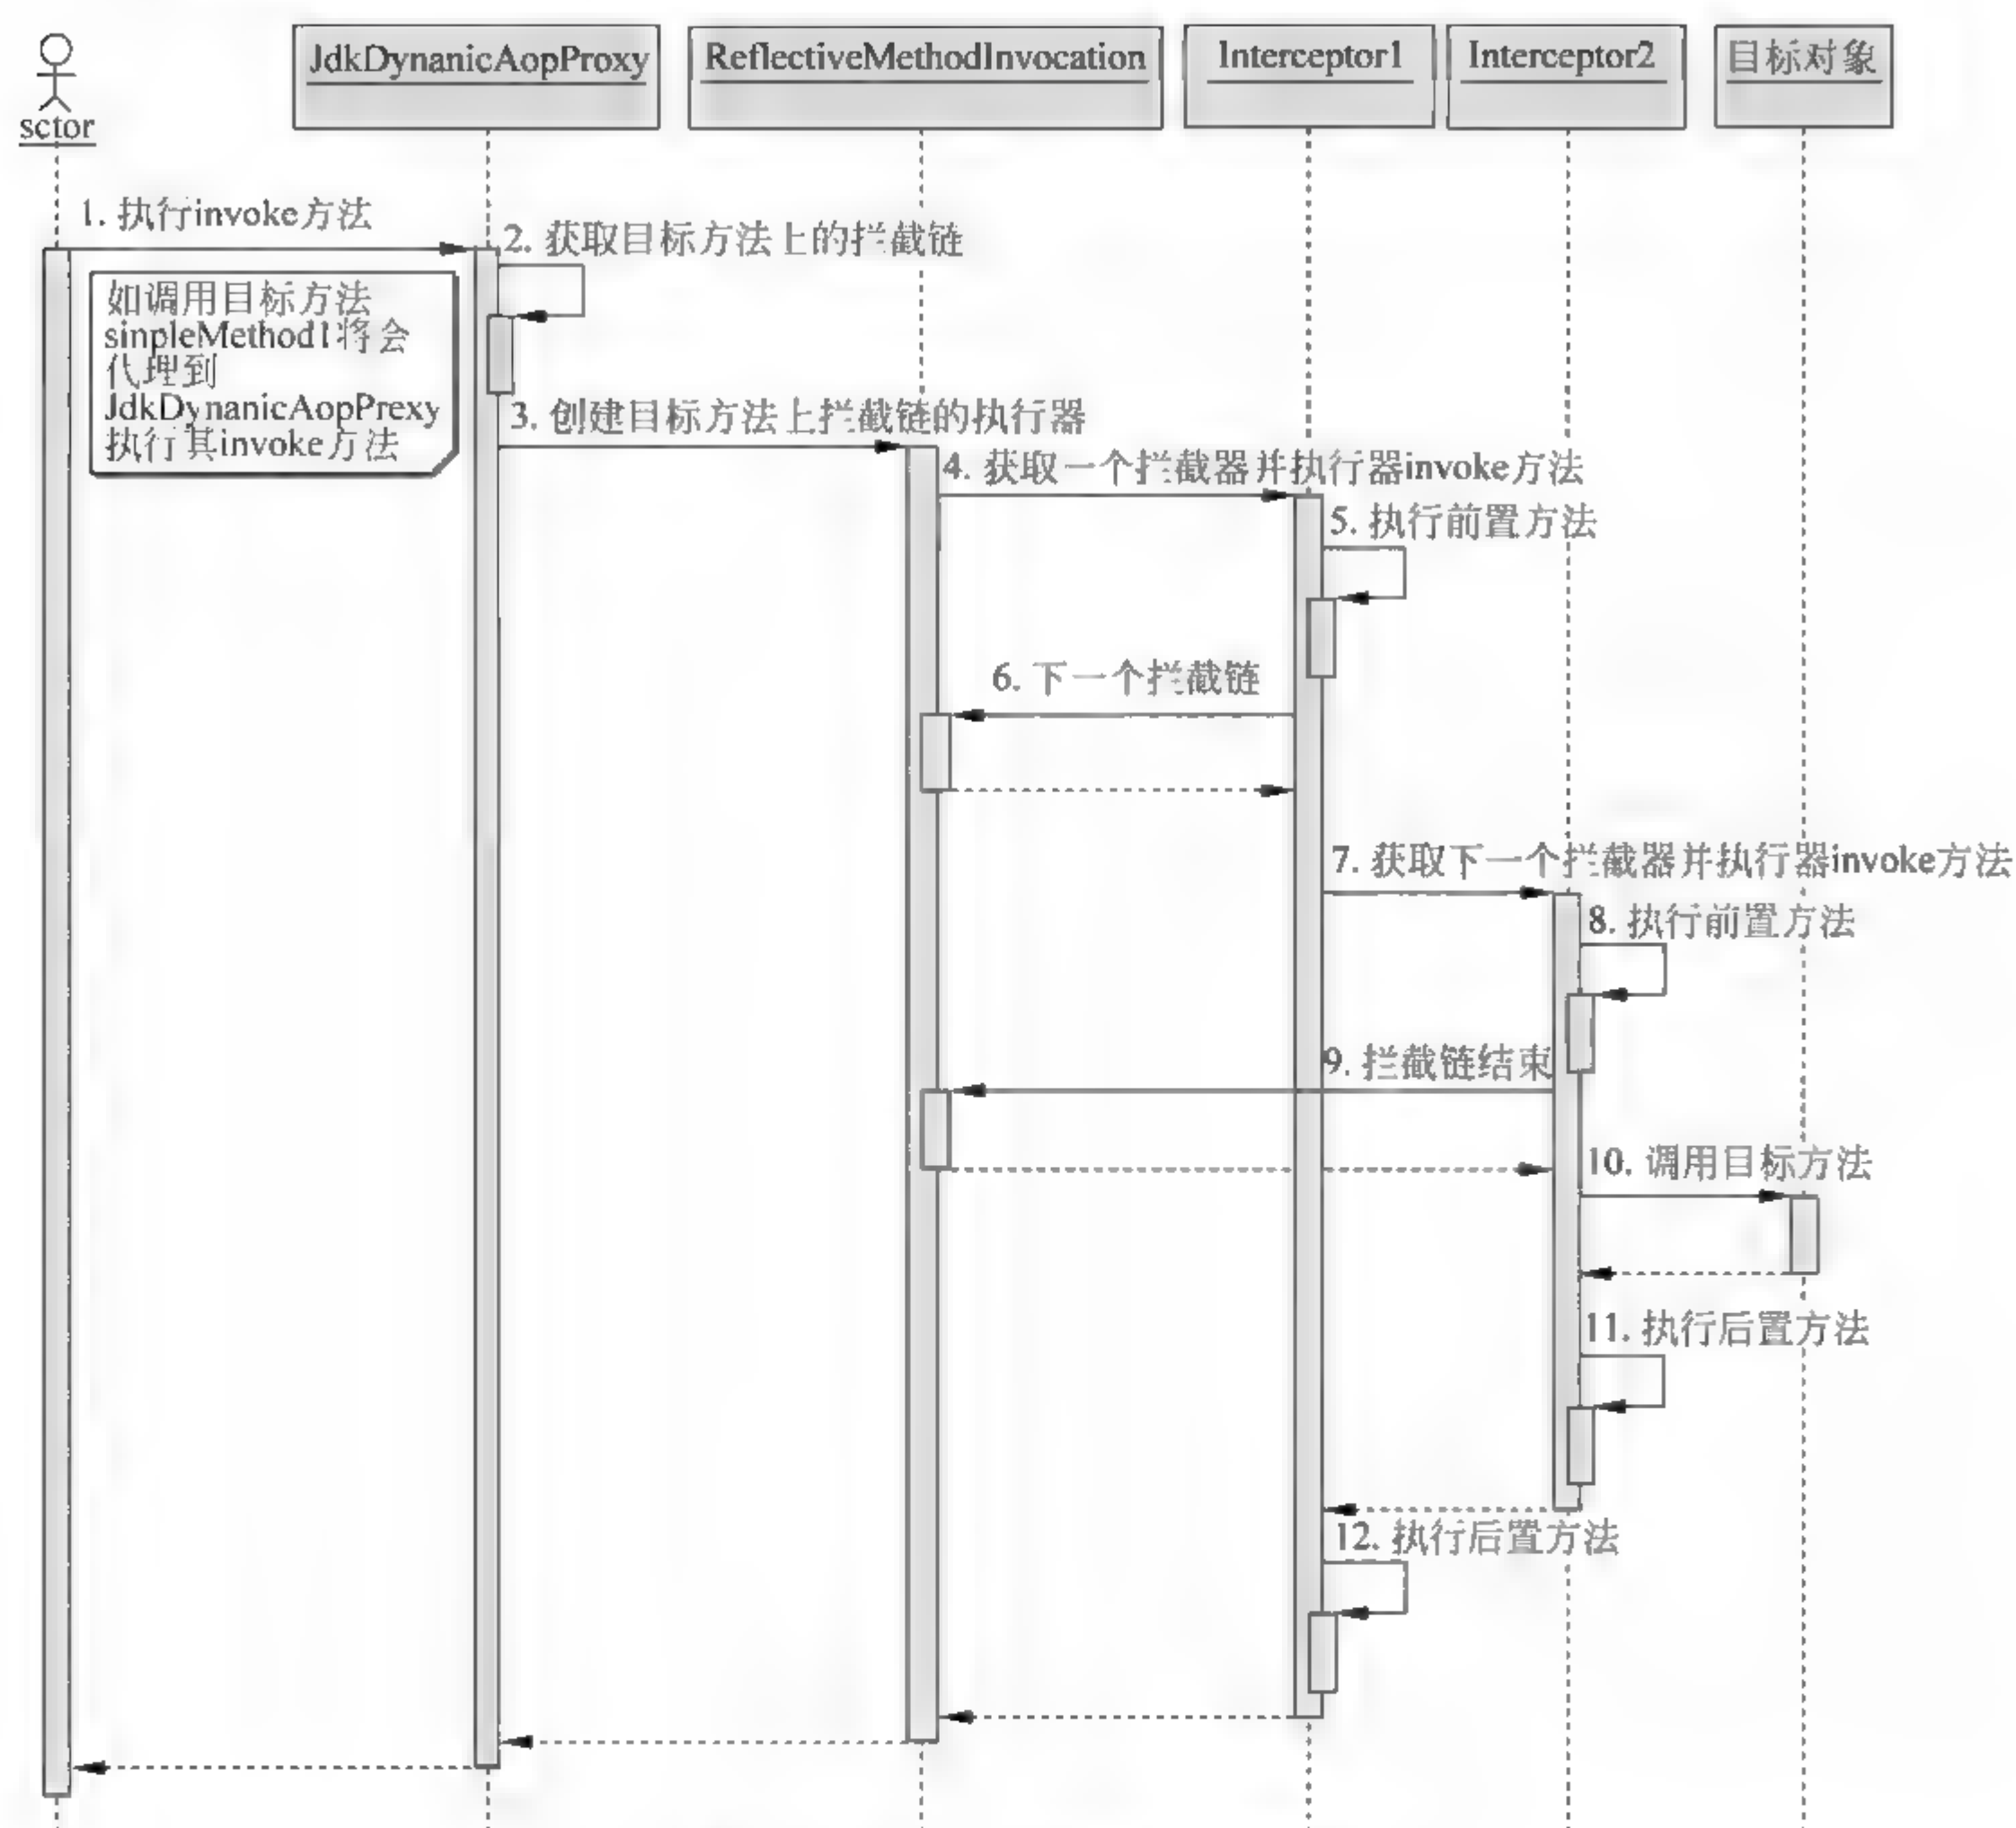 sctor
JdkDynanicAopProxy
ReflectiveMethodInvocation
Interceptor1
Interceptor2
目标对象
1. 执行invoke方法
2. 获取目标方法上的拦截链
如调用目标方法
sinpleMethod1将会
代理到
JdkDynanicAopPrexy
执行其invoke方法
3. 创建目标方法上拦截链的执行器
4. 获取一个拦截器并执行器invoke方法
5. 执行前置方法
6. 下一个拦截链
7. 获取下一个拦截器并执行器invoke方法
8. 执行前置方法
9. 拦截链结束
10. 调用目标方法
11. 执行后置方法
12. 执行后置方法